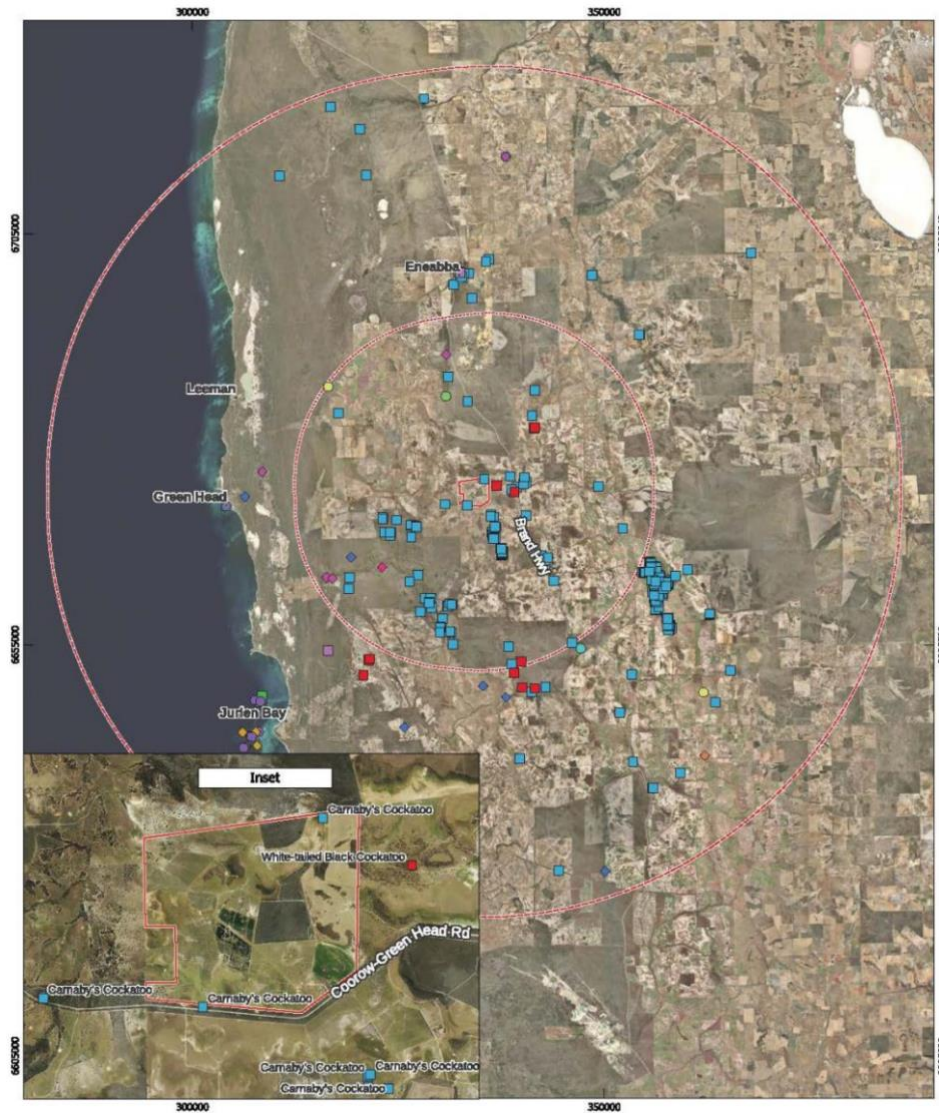 300000
350000
6705000
Eneabba
Leeman
Green Head
Brand Hwy
6655000
Jurien Bay
Inset
Carnaby's Cockatoo
White-tailed Black Cockatoo
Coorow-Green Head Rd
Carnaby's Cockatoo
Carnaby's Cockatoo
Carnaby's Cockatoo
Carnaby's Cockatoo
Carnaby's Cockatoo
6605000
300000
350000